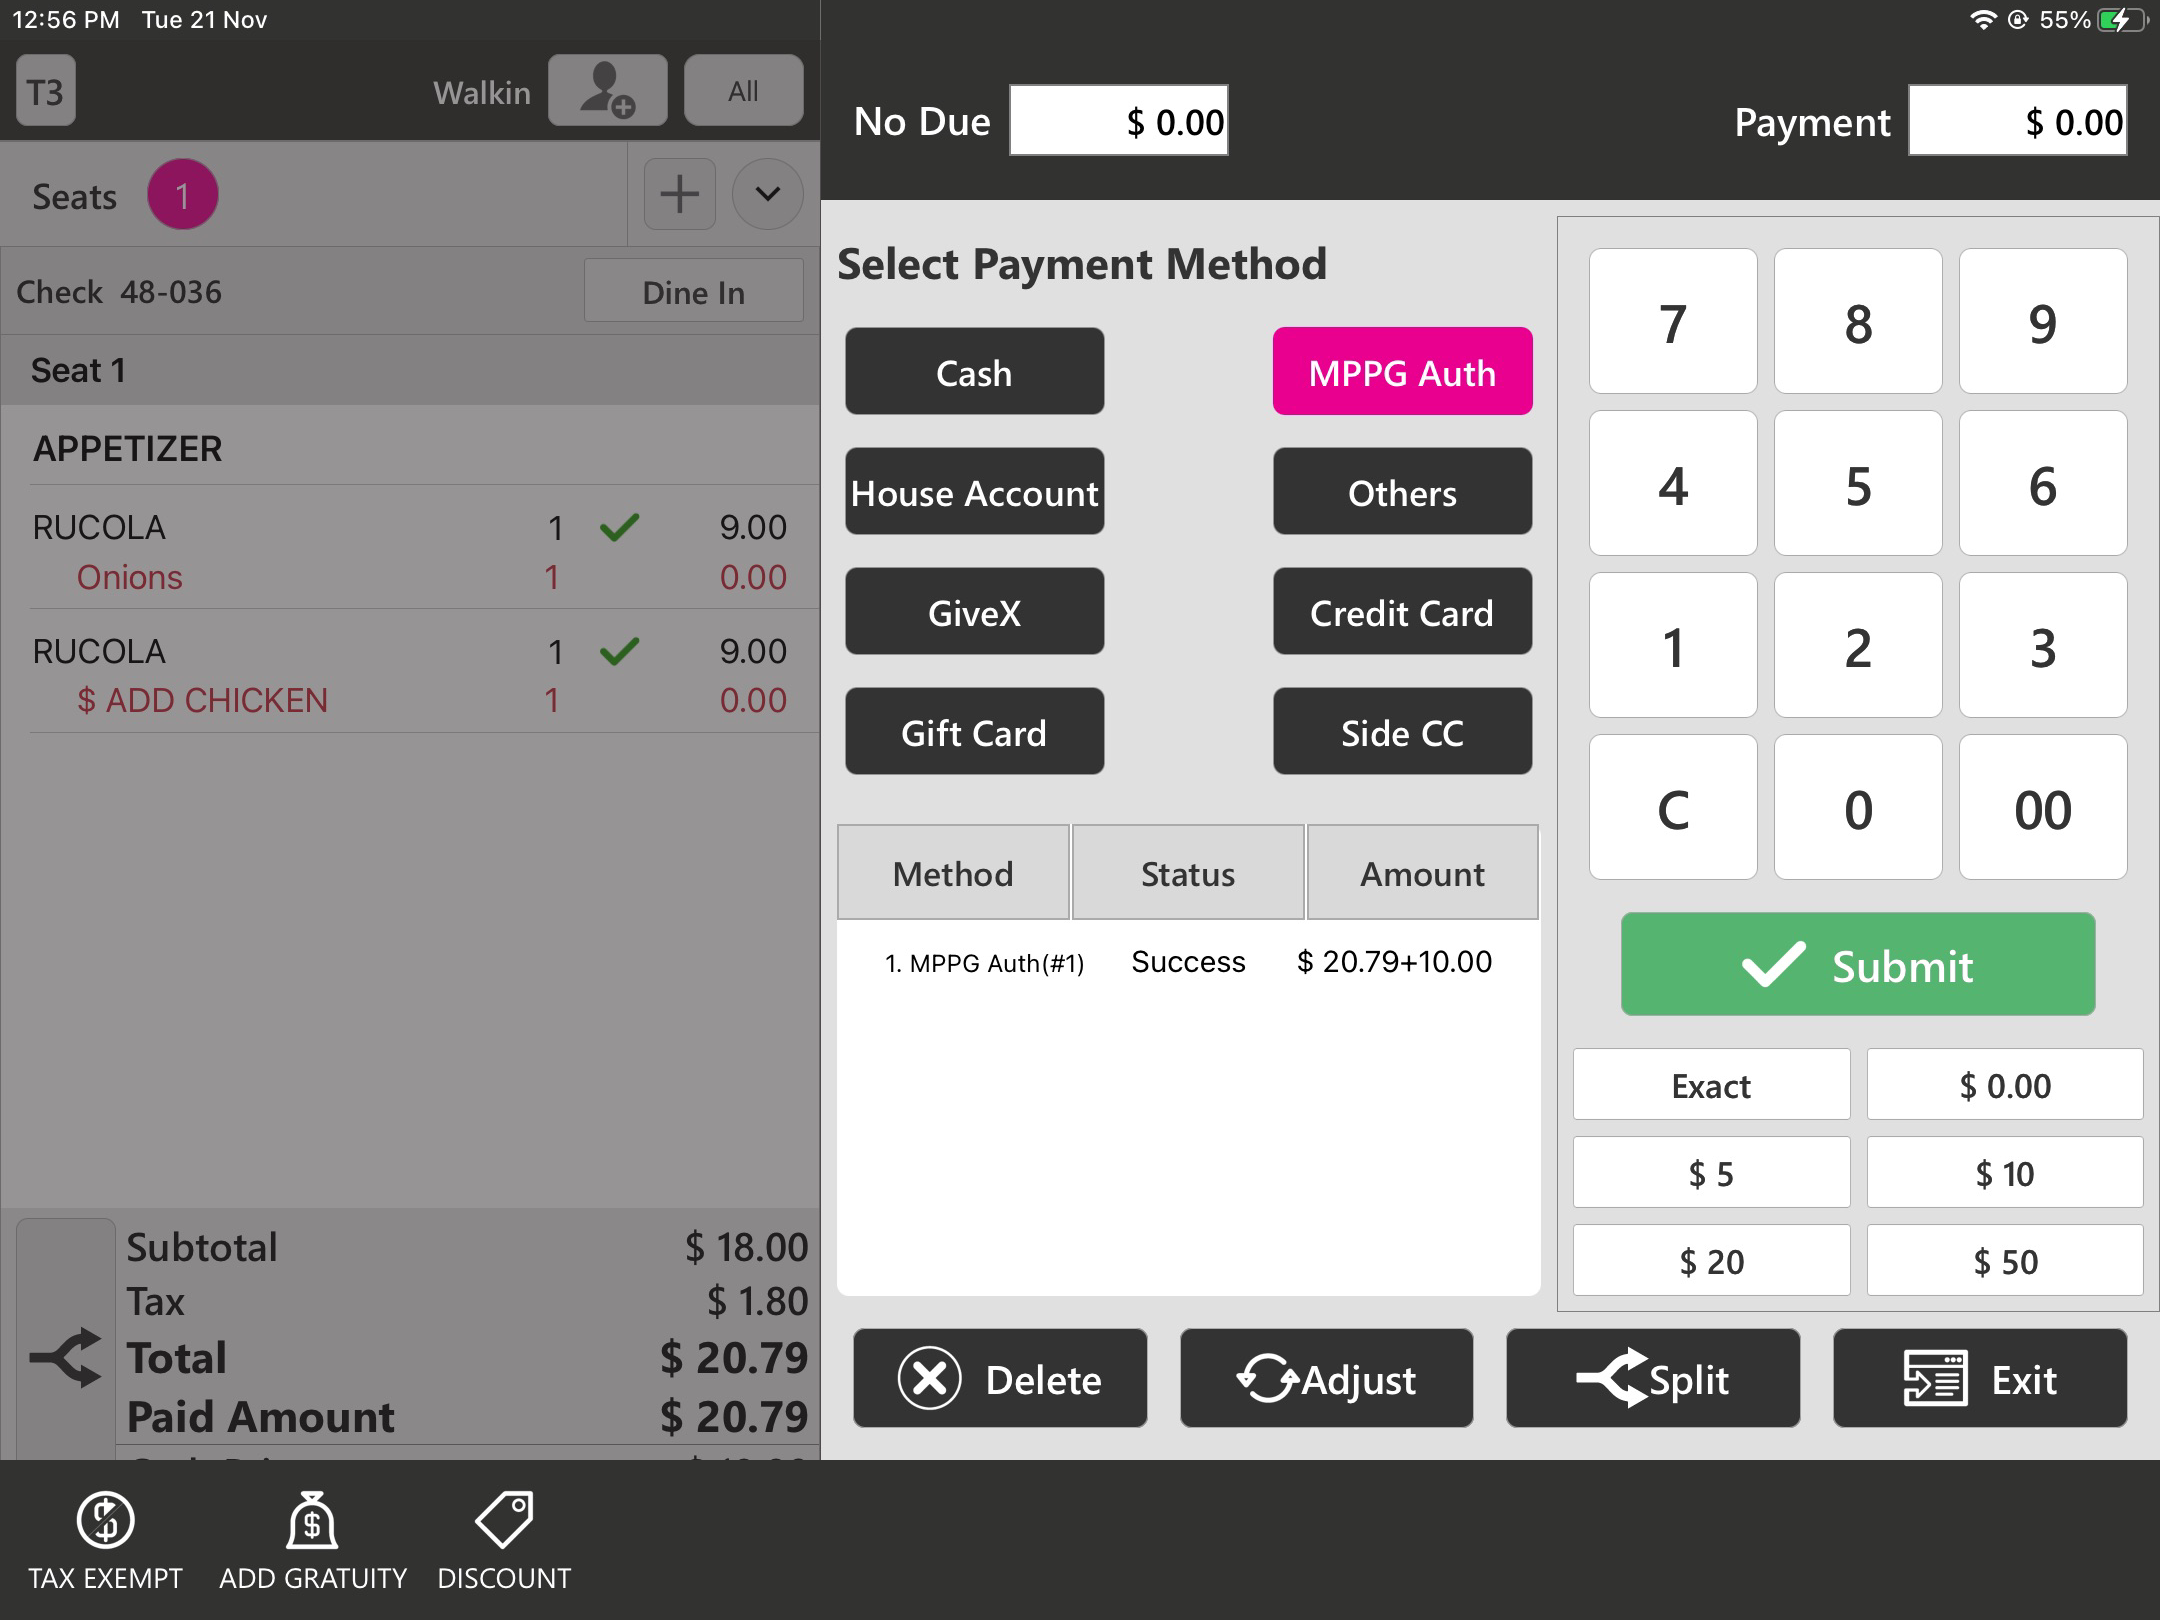 12:56 PM Tue 21 Nov
55%
T3 Walkin All
No Due $ 0.00 Payment $ 0.00
Seats 1
Check 48-036 Dine In
Seat 1
APPETIZER
RUCOLA 1 9.00
Onions 1 0.00
RUCOLA 1 9.00
$ ADD CHICKEN 1 0.00
Subtotal $ 18.00
Tax $ 1.80
Total $ 20.79
Paid Amount $ 20.79
Select Payment Method
Cash MPPG Auth
House Account Others
GiveX Credit Card
Gift Card Side CC
Method Status Amount
1. MPPG Auth(#1) Success $ 20.79+10.00
7 8 9
4 5 6
1 2 3
C 0 00
Submit
Exact $ 0.00
$ 5 $ 10
$ 20 $ 50
Delete Adjust Split Exit
TAX EXEMPT ADD GRATUITY DISCOUNT